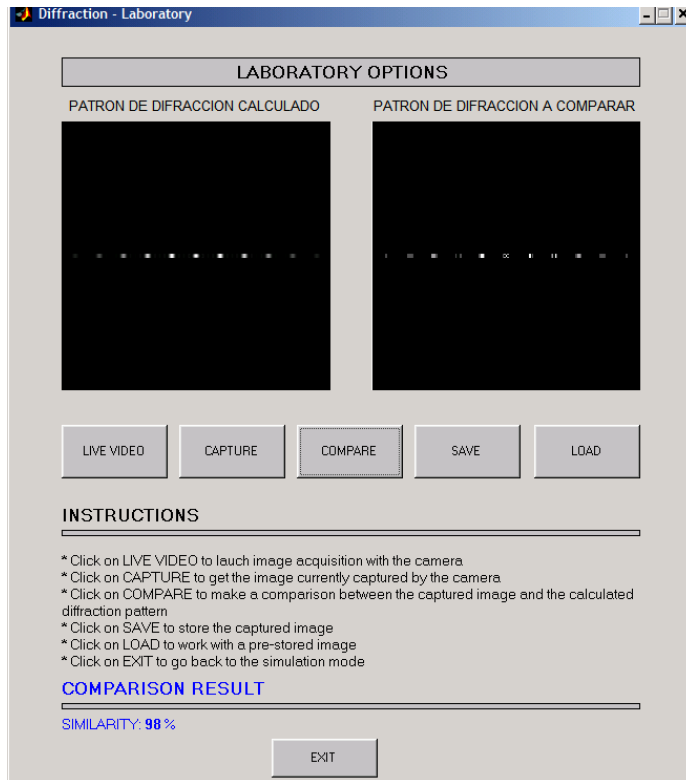 Diffraction - Laboratory
LABORATORY OPTIONS
PATRON DE DIFRACCION CALCULADO
PATRON DE DIFRACCION A COMPARAR
LIVE VIDEO
CAPTURE
COMPARE
SAVE
LOAD
INSTRUCTIONS
* Click on LIVE VIDEO to lauch image acquisition with the camera
* Click on CAPTURE to get the image currently captured by the camera
* Click on COMPARE to make a comparison between the captured image and the calculated
diffraction pattern
* Click on SAVE to store the captured image
* Click on LOAD to work with a pre-stored image
* Click on EXIT to go back to the simulation mode
COMPARISON RESULT
SIMILARITY: 98 %
EXIT